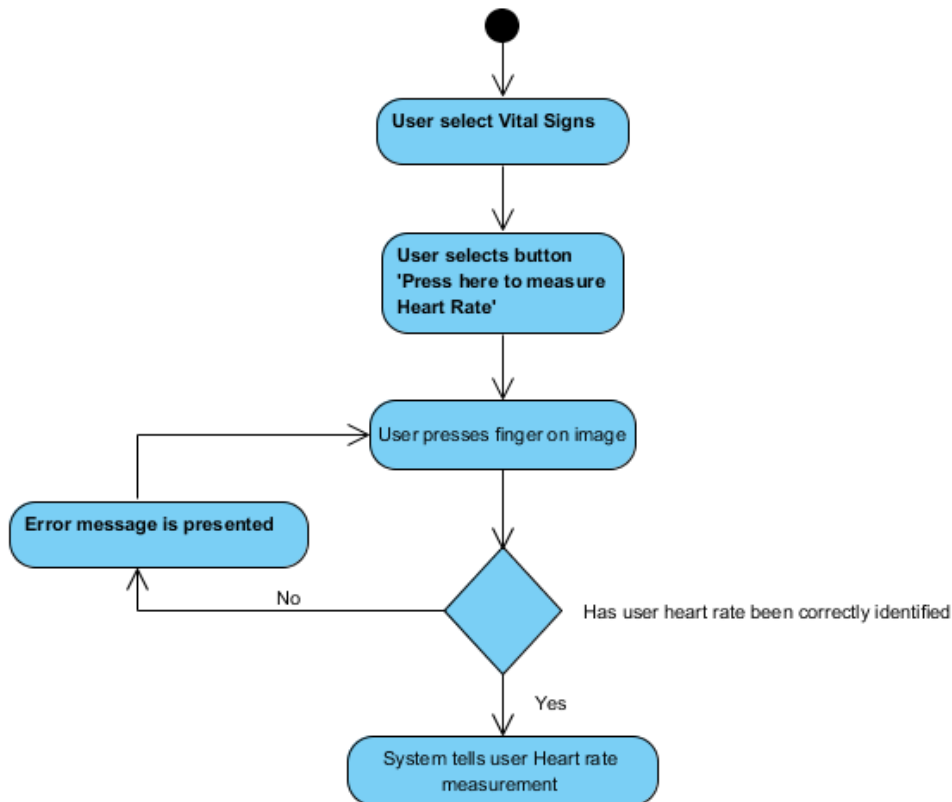 User select Vital Signs
User selects button
'Press here to measure
Heart Rate'
User presses finger on image
Error message is presented
No
Has user heart rate been correctly identified
Yes
System tells user Heart rate
measurement